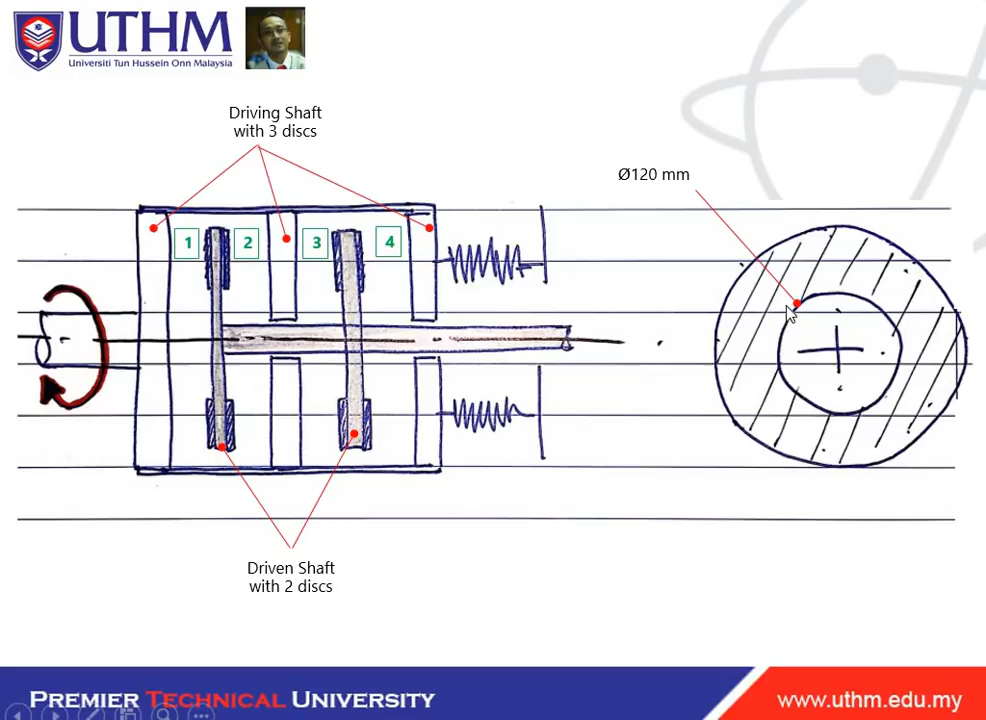 UTHM
Universiti Tun Hussein Onn Malaysia
Driving Shaft
with 3 discs
Ø120 mm
1 2 3 4
Driven Shaft
with 2 discs
PREMIER TECHNICAL UNIVERSITY
www.uthm.edu.my